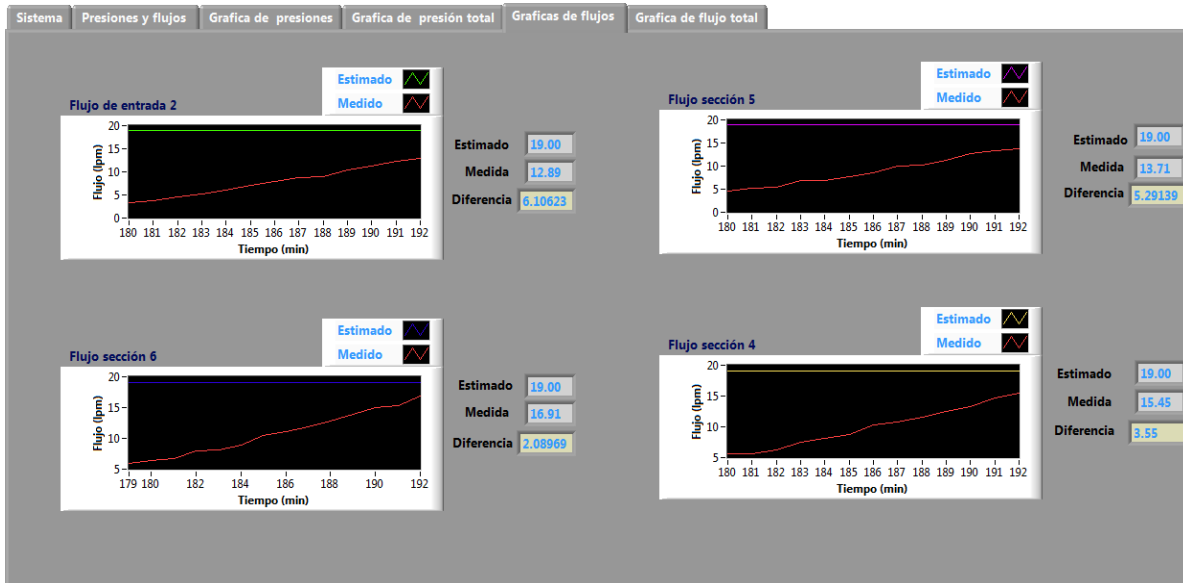 Sistema
Presiones y flujos
Grafica de  presiones
Grafica de  presión total
Graficas de flujos
Grafica de flujo total
Flujo de entrada 2
Estimado
Medido
Flujo (lpm)
20
15
10
5
0
180 181 182 183 184 185 186 187 188 189 190 191 192
Tiempo (min)
Estimado 19.00
Medida 12.89
Diferencia 6.10623
Flujo sección 5
Estimado
Medido
Flujo (lpm)
20
15
10
5
0
180 181 182 183 184 185 186 187 188 189 190 191 192
Tiempo (min)
Estimado 19.00
Medida 13.71
Diferencia 5.29139
Flujo sección 6
Estimado
Medido
Flujo (lpm)
20
15
10
5
179 180 182 184 186 188 190 192
Tiempo (min)
Estimado 19.00
Medida 16.91
Diferencia 2.08969
Flujo sección 4
Estimado
Medido
Flujo (lpm)
20
15
10
5
180 181 182 183 184 185 186 187 188 189 190 191 192
Tiempo (min)
Estimado 19.00
Medida 15.45
Diferencia 3.55